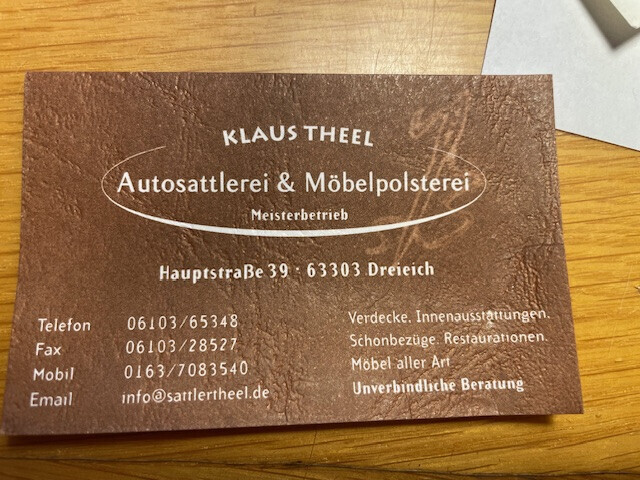 KLAUS THEEL
Autosattlerei & Möbelpolsterei
Meisterbetrieb
Hauptstraße 39 · 63303 Dreieich
Telefon 06103/65348
Fax 06103/28527
Mobil 0163/7083540
Email info@sattlertheel.de
Verdecke. Innenausstattungen.
Schonbezüge. Restaurationen.
Möbel aller Art
Unverbindliche Beratung